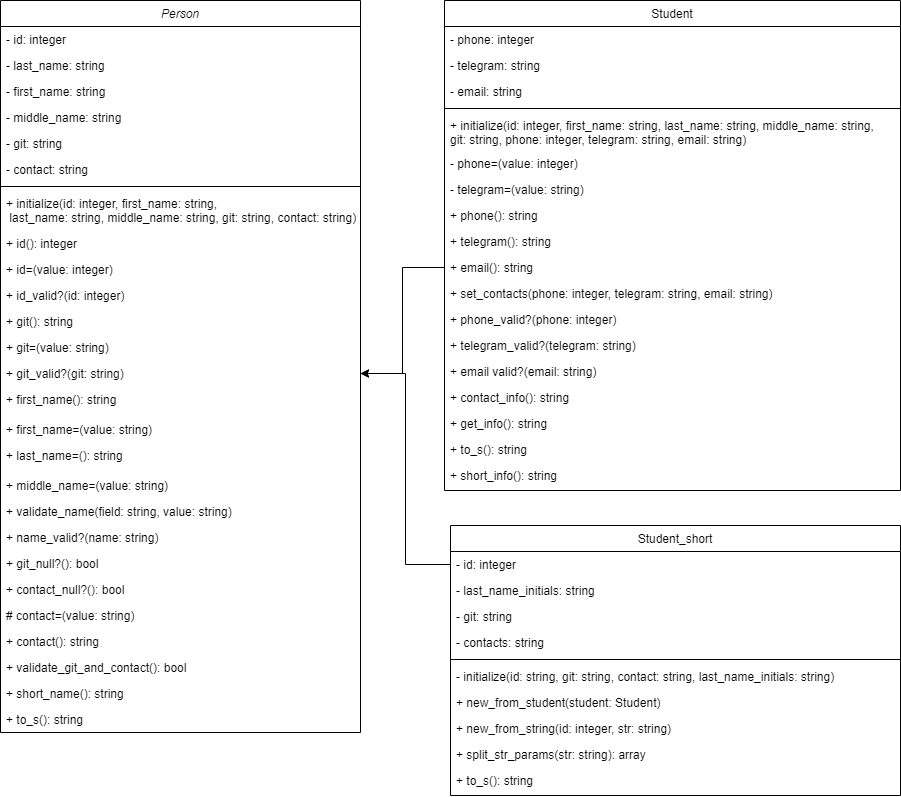 Person
- id: integer
- last_name: string
- first_name: string
- middle_name: string
- git: string
- contact: string
+ initialize(id: integer, first_name: string,
last_name: string, middle_name: string, git: string, contact: string)
+ id(): integer
+ id=(value: integer)
+ id_valid?(id: integer)
+ git(): string
+ git=(value: string)
+ git_valid?(git: string)
+ first_name(): string
+ first_name=(value: string)
+ last_name=(): string
+ middle_name=(value: string)
+ validate_name(field: string, value: string)
+ name_valid?(name: string)
+ git_null?(): bool
+ contact_null?(): bool
# contact=(value: string)
+ contact(): string
+ validate_git_and_contact(): bool
+ short_name(): string
+ to_s(): string
Student
- phone: integer
- telegram: string
- email: string
+ initialize(id: integer, first_name: string, last_name: string, middle_name: string,
git: string, phone: integer, telegram: string, email: string)
- phone=(value: integer)
- telegram=(value: string)
+ phone(): string
+ telegram(): string
+ email(): string
+ set_contacts(phone: integer, telegram: string, email: string)
+ phone_valid?(phone: integer)
+ telegram_valid?(telegram: string)
+ email valid?(email: string)
+ contact_info(): string
+ get_info(): string
+ to_s(): string
+ short_info(): string
Student_short
- id: integer
- last_name_initials: string
- git: string
- contacts: string
- initialize(id: string, git: string, contact: string, last_name_initials: string)
+ new_from_student(student: Student)
+ new_from_string(id: integer, str: string)
+ split_str_params(str: string): array
+ to_s(): string